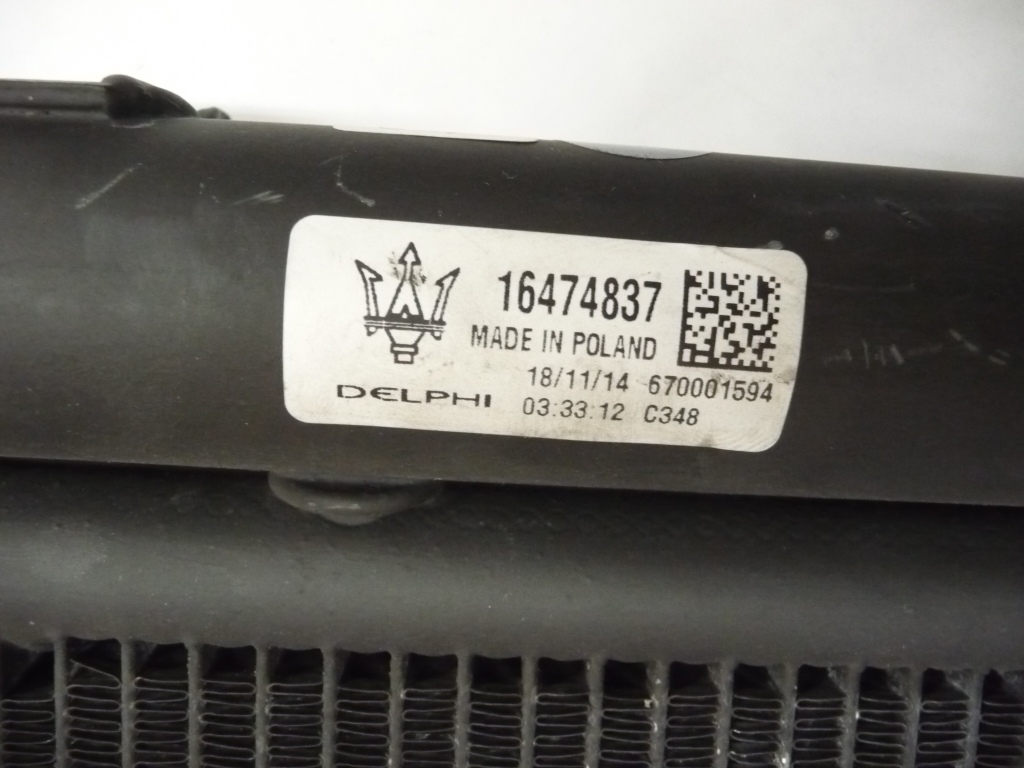 16474837
MADE IN POLAND
18/11/14 670001594
DELPHI 03:33:12 C348